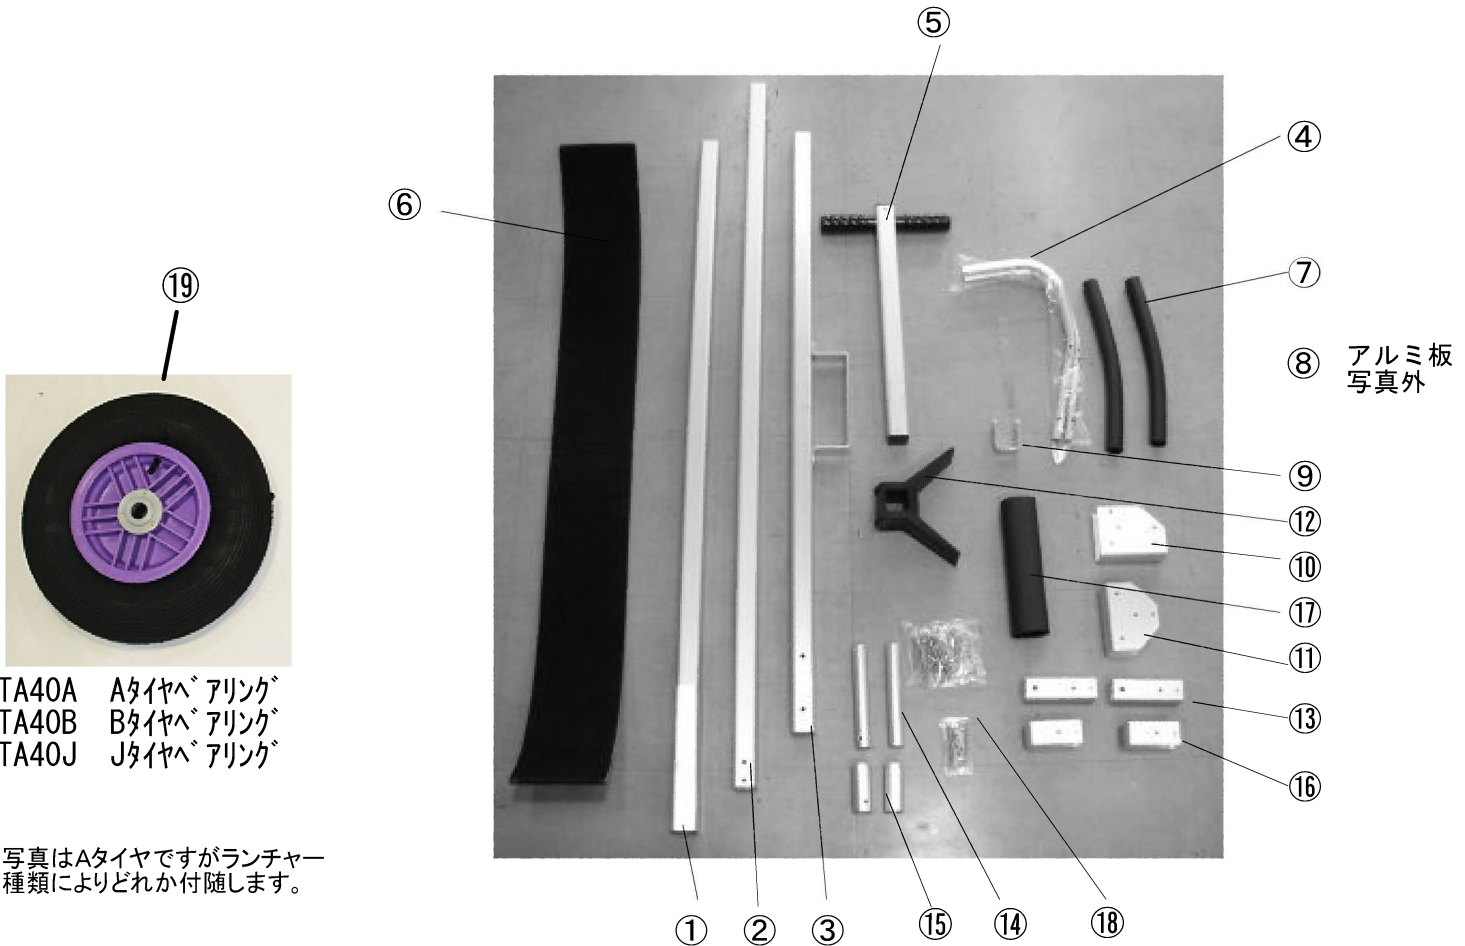 ⑤
④
⑥
⑦
⑲
⑧ アルミ板
写真外
⑨
⑫
⑩
⑰
⑪
⑬
⑯
TA40A Aﾀｲﾔﾍﾞｱﾘﾝｸﾞ
TA40B Bﾀｲﾔﾍﾞｱﾘﾝｸﾞ
TA40J Jﾀｲﾔﾍﾞｱﾘﾝｸﾞ
写真はAタイヤですがランチャー
種類によりどれか付随します。
① ② ③ ⑮ ⑭ ⑱